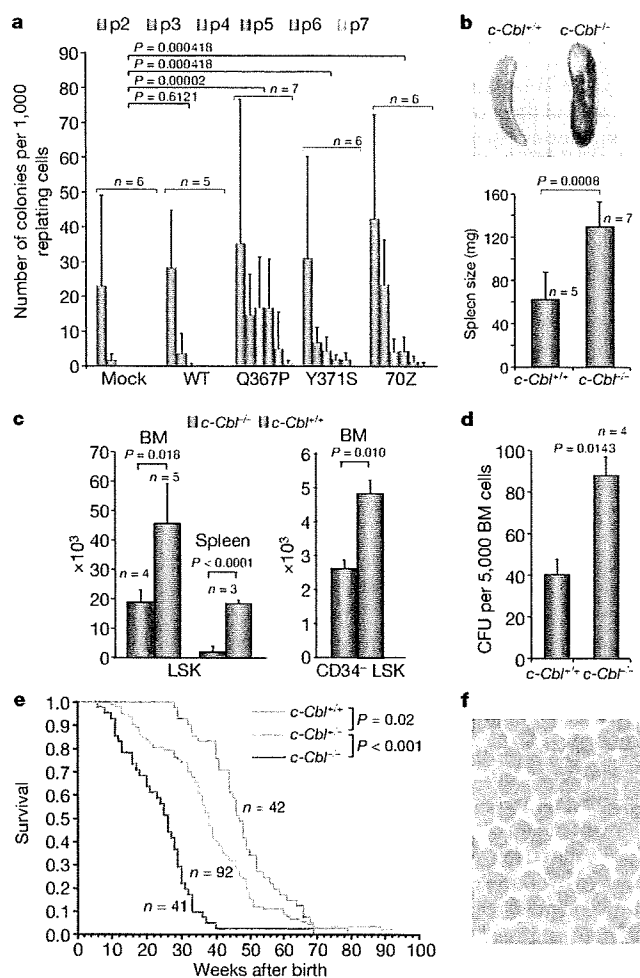 a
p2 p3 p4 p5 p6 p7
Number of colonies per 1,000
replating cells
90
80
70
60
50
40
30
20
10
0
P = 0.000418
P = 0.000418
P = 0.00002
P = 0.6121
n = 6
n = 5
n = 7
n = 6
n = 6
Mock WT Q367P Y371S 70Z
b
c-Cbl+/+ c-Cbl−/−
Spleen size (mg)
160
120
80
40
0
P = 0.0008
n = 5
n = 7
c-Cbl+/+ c-Cbl−/−
c
c-Cbl−/− c-Cbl+/+
×10³
70
60
50
40
30
20
10
0
BM
P = 0.018
n = 5
n = 4
Spleen
P < 0.0001
n = 3
LSK
×10³
6
5
4
3
2
1
0
BM
P = 0.010
CD34− LSK
d
CFU per 5,000 BM cells
100
80
60
40
20
0
n = 4
P = 0.0143
c-Cbl+/+ c-Cbl−/−
e
Survival
1.0
0.9
0.8
0.7
0.6
0.5
0.4
0.3
0.2
0.1
0.0
c-Cbl+/+
P = 0.02
c-Cbl+/−
P < 0.001
c-Cbl−/−
n = 42
n = 92
n = 41
0 10 20 30 40 50 60 70 80 90 100
Weeks after birth
f